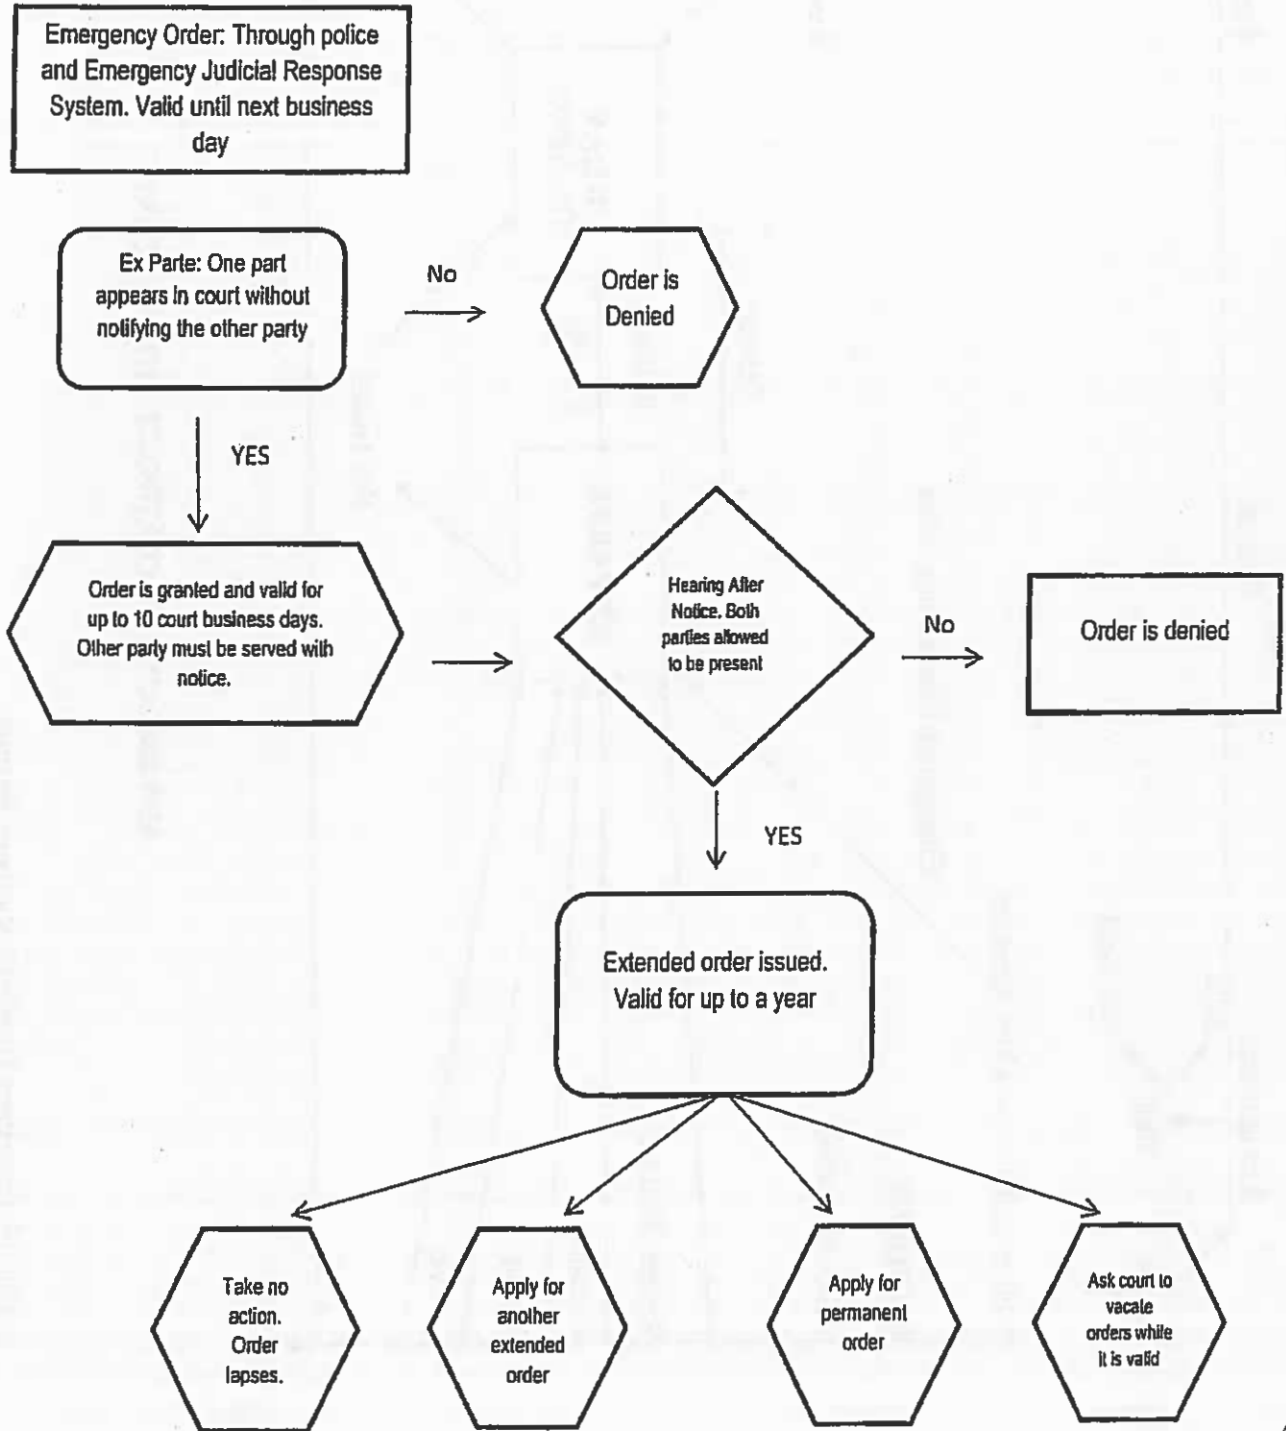 Emergency Order: Through police
and Emergency Judicial Response
System. Valid until next business
day
Ex Parte: One part
appears in court without
notifying the other party
No
Order is
Denied
YES
Order is granted and valid for
up to 10 court business days.
Other party must be served with
notice.
Hearing After
Notice. Both
parties allowed
to be present
No
Order is denied
YES
Extended order issued.
Valid for up to a year
Take no
action.
Order
lapses.
Apply for
another
extended
order
Apply for
permanent
order
Ask court to
vacate
orders while
it is valid